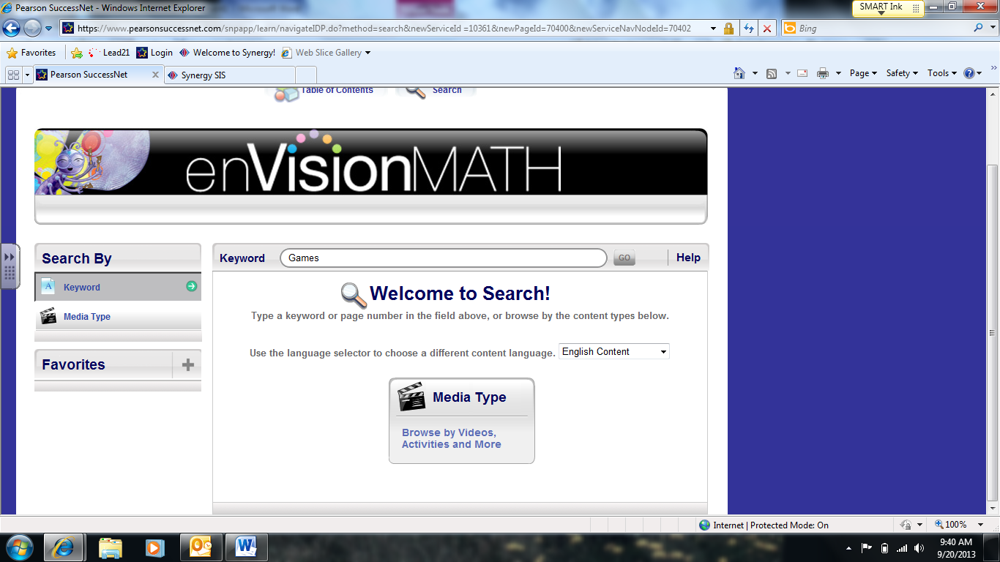 Pearson SuccessNet - Windows Internet Explorer
SMART Ink
https://www.pearsonsuccessnet.com/snpapp/learn/navigateIDP.do?method=search&newServiceId =10361&newPageId=70400&newServiceNavNodeId=70402
Bing
Favorites
Lead21
Login
Welcome to Synergy!
Web Slice Gallery
Pearson SuccessNet
Synergy SIS
Page
Safety
Tools
Table of Contents
Search
enVisionMATH
Search By
Keyword
Media Type
Favorites
Keyword
Games
GO
Help
Welcome to Search!
Type a keyword or page number in the field above, or browse by the content types below.
Use the language selector to choose a different content language.
English Content
Media Type
Browse by Videos,
Activities and More
Internet | Protected Mode: On
100%
9:40 AM
9/20/2013